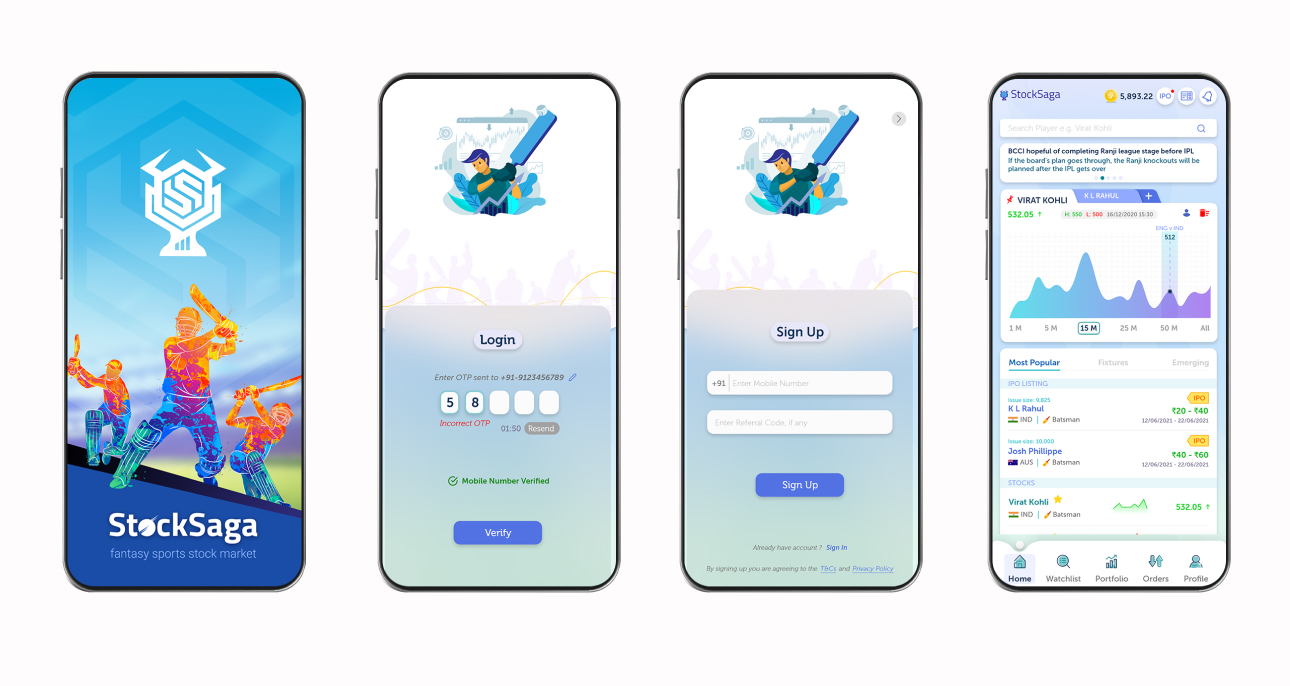 StockSaga
fantasy sports stock market
Login
Enter OTP sent to +91-9123456789
5 8
Incorrect OTP
01:50 Resend
Mobile Number Verified
Verify
Sign Up
+91 Enter Mobile Number
Enter Referral Code, if any
Sign Up
Already have account ? Sign In
By signing up you are agreeing to the T&Cs and Privacy Policy
StockSaga 5,893.22 IPO
Search Player e.g. Virat Kohli
BCCI hopeful of completing Ranji league stage before IPL
If the board's plan goes through, the Ranji knockouts will be
planned after the IPL gets over
VIRAT KOHLI K L RAHUL +
532.05 ↑ H: 550 L: 500 16/12/2020 15:30
ENG v IND
512
1 M 5 M 15 M 25 M 50 M All
Most Popular Fixtures Emerging
IPO LISTING
Issue size: 9,825 IPO
K L Rahul ₹20 - ₹40
IND | Batsman 12/06/2021 - 22/06/2021
Issue size: 10,000 IPO
Josh Phillippe ₹40 - ₹60
AUS | Batsman 12/06/2021 - 22/06/2021
STOCKS
Virat Kohli 532.05 ↑
IND | Batsman
Home Watchlist Portfolio Orders Profile